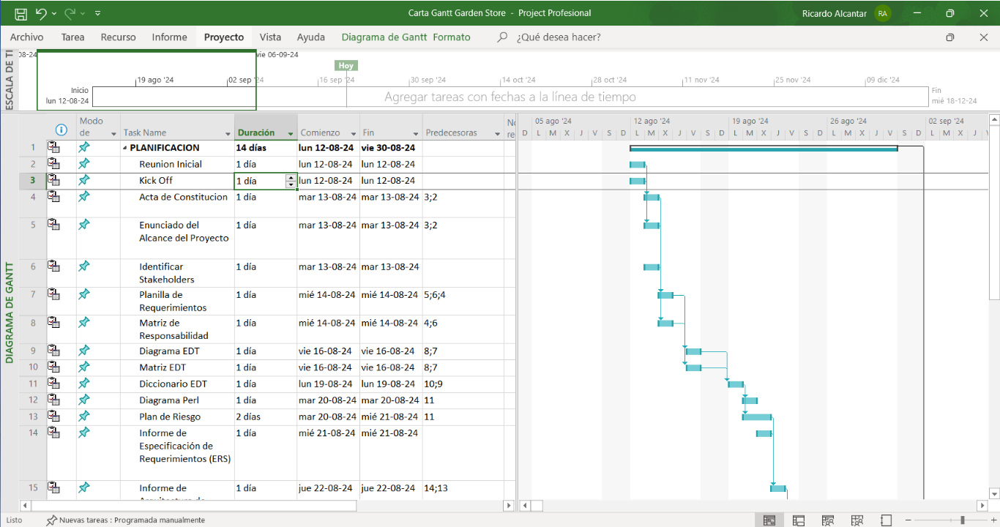 Carta Gantt Garden Store - Project Profesional
Ricardo Alcantar RA
Archivo Tarea Recurso Informe Proyecto Vista Ayuda Diagrama de Gantt Formato ¿Qué desea hacer?
ESCALA DE TI
08-24 vie 06-09-24
Hoy
19 ago '24 02 sep '24 16 sep '24 30 sep '24 14 oct '24 28 oct '24 11 nov '24 25 nov '24 09 dic '24
Inicio
lun 12-08-24
Agregar tareas con fechas a la línea de tiempo
Fin
mié 18-12-24
DIAGRAMA DE GANTT
Modo de Task Name Duración Comienzo Fin Predecesoras
05 ago '24 12 ago '24 19 ago '24 26 ago '24 02 sep '24
D L M X J V S D L M X J V S D L M X J V S D L M X J V S D L M X J V
1 PLANIFICACION 14 días lun 12-08-24 vie 30-08-24
2 Reunion Inicial 1 día lun 12-08-24 lun 12-08-24
3 Kick Off 1 día lun 12-08-24 lun 12-08-24
4 Acta de Constitucion 1 día mar 13-08-24 mar 13-08-24 3;2
5 Enunciado del 1 día mar 13-08-24 mar 13-08-24 3;2
Alcance del Proyecto
6 Identificar 1 día mar 13-08-24 mar 13-08-24
Stakeholders
7 Planilla de 1 día mié 14-08-24 mié 14-08-24 5;6;4
Requerimientos
8 Matriz de 1 día mié 14-08-24 mié 14-08-24 4;6
Responsabilidad
9 Diagrama EDT 1 día vie 16-08-24 vie 16-08-24 8;7
10 Matriz EDT 1 día vie 16-08-24 vie 16-08-24 8;7
11 Diccionario EDT 1 día lun 19-08-24 lun 19-08-24 10;9
12 Diagrama Perl 1 día mar 20-08-24 mar 20-08-24 11
13 Plan de Riesgo 2 días mar 20-08-24 mié 21-08-24 11
14 Informe de 1 día mié 21-08-24 mié 21-08-24
Especificación de
Requerimientos (ERS)
15 Informe de 1 día jue 22-08-24 jue 22-08-24 14;13
Listo Nuevas tareas : Programada manualmente